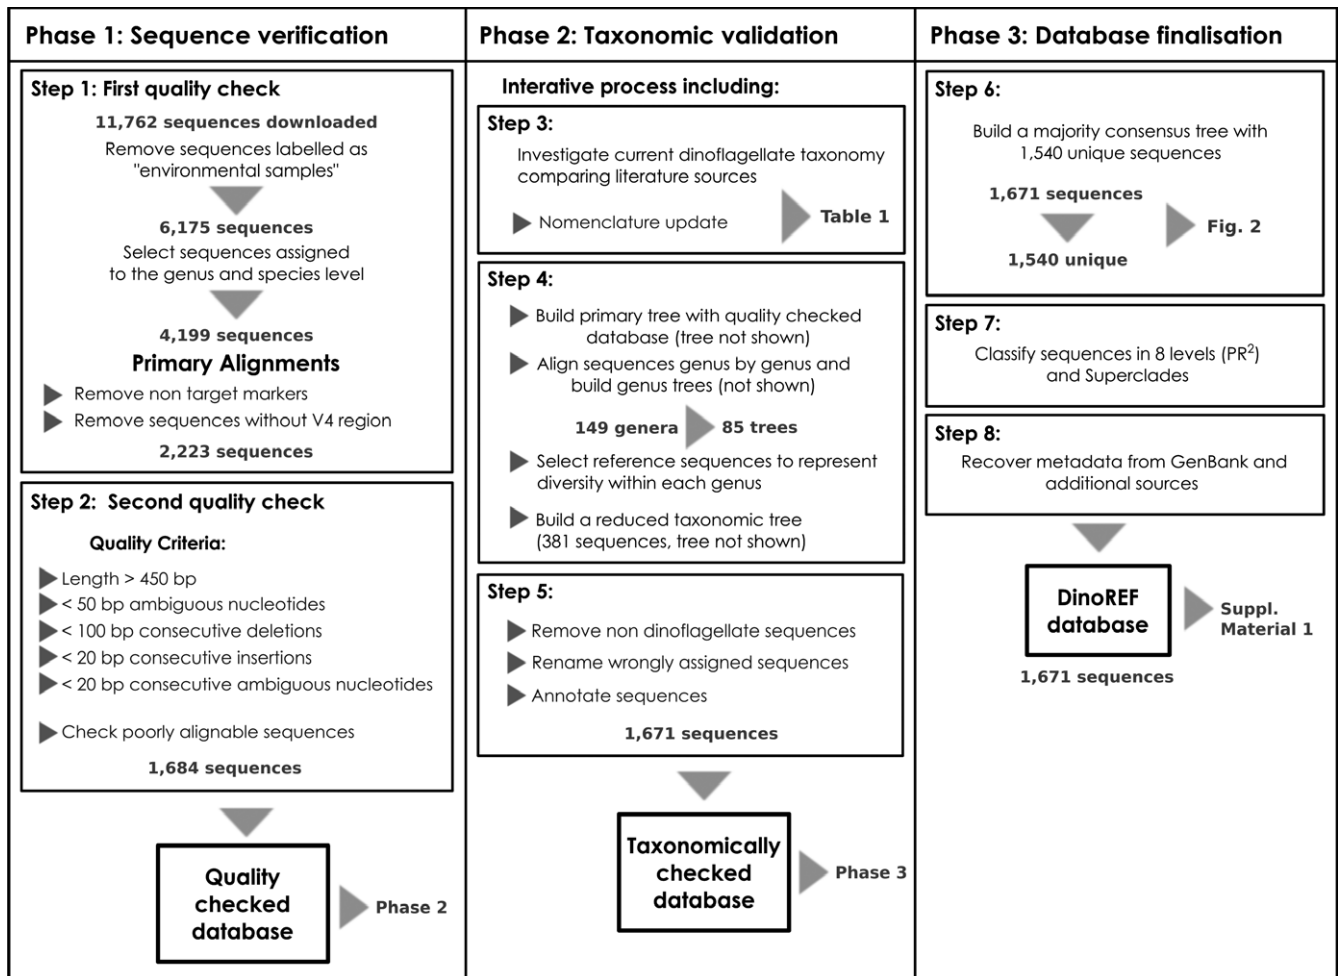 Phase 1: Sequence verification
Step 1: First quality check
11,762 sequences downloaded
Remove sequences labelled as
"environmental samples"
6,175 sequences
Select sequences assigned
to the genus and species level
4,199 sequences
Primary Alignments
Remove non target markers
Remove sequences without V4 region
2,223 sequences
Step 2: Second quality check
Quality Criteria:
Length > 450 bp
< 50 bp ambiguous nucleotides
< 100 bp consecutive deletions
< 20 bp consecutive insertions
< 20 bp consecutive ambiguous nucleotides
Check poorly alignable sequences
1,684 sequences
Quality
checked
database
Phase 2
Phase 2: Taxonomic validation
Interative process including:
Step 3:
Investigate current dinoflagellate taxonomy
comparing literature sources
Nomenclature update
Table 1
Step 4:
Build primary tree with quality checked
database (tree not shown)
Align sequences genus by genus and
build genus trees (not shown)
149 genera 85 trees
Select reference sequences to represent
diversity within each genus
Build a reduced taxonomic tree
(381 sequences, tree not shown)
Step 5:
Remove non dinoflagellate sequences
Rename wrongly assigned sequences
Annotate sequences
1,671 sequences
Taxonomically
checked
database
Phase 3
Phase 3: Database finalisation
Step 6:
Build a majority consensus tree with
1,540 unique sequences
1,671 sequences
Fig. 2
1,540 unique
Step 7
Classify sequences in 8 levels (PR²)
and Superclades
Step 8:
Recover metadata from GenBank and
additional sources
DinoREF
database
Suppl.
Material 1
1,671 sequences